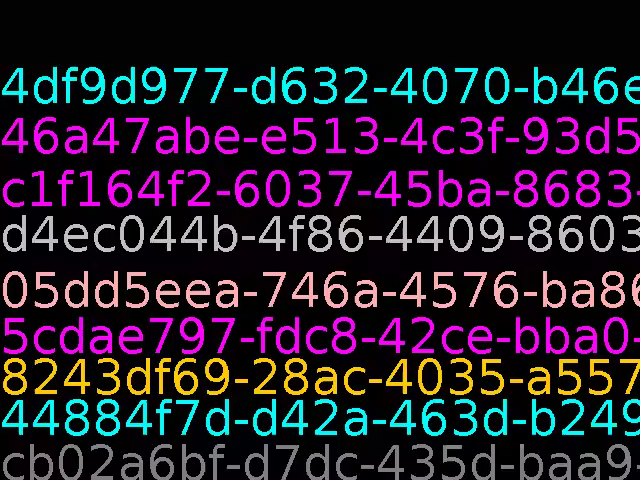 4df9d977-d632-4070-b46e
46a47abe-e513-4c3f-93d5
c1f164f2-6037-45ba-8683-
d4ec044b-4f86-4409-8603
05dd5eea-746a-4576-ba86
5cdae797-fdc8-42ce-bba0-
8243df69-28ac-4035-a557
44884f7d-d42a-463d-b249
cb02a6bf-d7dc-435d-baa9-